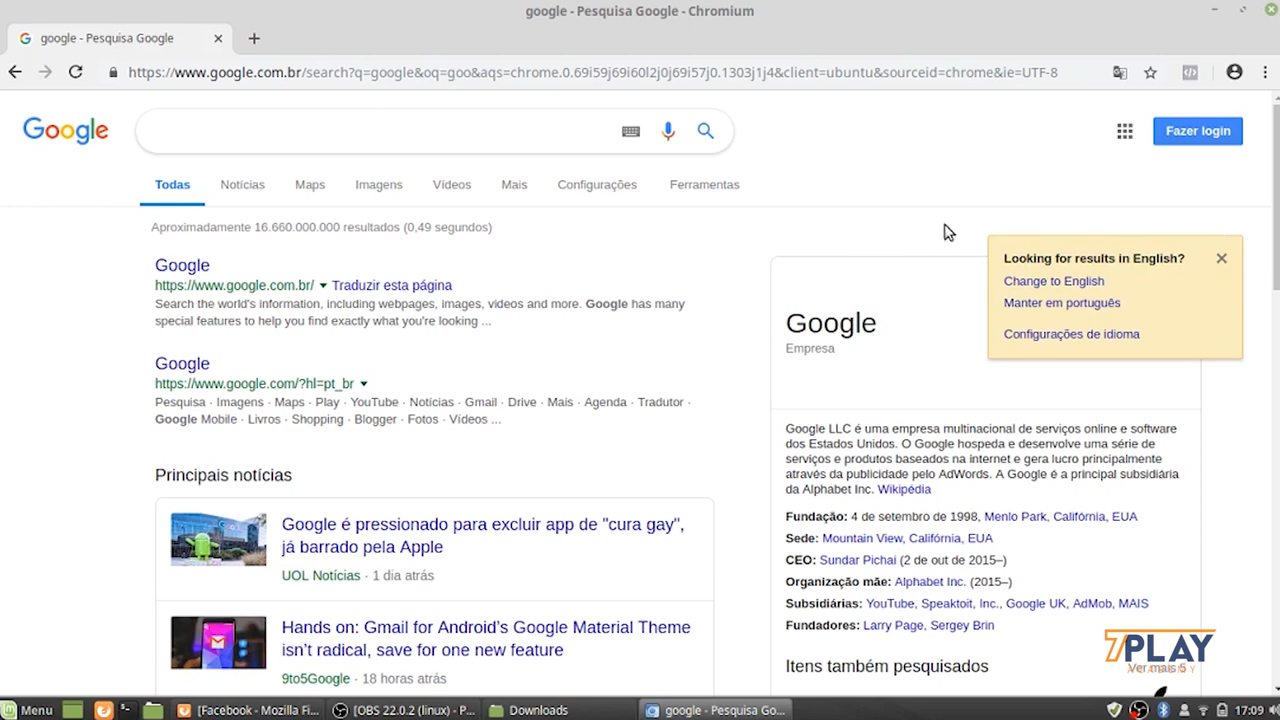 google - Pesquisa Google - Chromium
google - Pesquisa Google
https://www.google.com.br/search?q=google&oq=goo&aqs=chrome.0.69i59j69i60l2j0j69i57j0.1303j1j4&client=ubuntu&sourceid=chrome&ie=UTF-8
Google
Fazer login
Todas Notícias Maps Imagens Vídeos Mais Configurações Ferramentas
Aproximadamente 16.660.000.000 resultados (0,49 segundos)
Google
https://www.google.com.br/ Traduzir esta página
Search the world's information, including webpages, images, videos and more. Google has many
special features to help you find exactly what you're looking ...
Google
https://www.google.com/?hl=pt_br
Pesquisa · Imagens · Maps · Play · YouTube · Notícias · Gmail · Drive · Mais · Agenda · Tradutor ·
Google Mobile · Livros · Shopping · Blogger · Fotos · Vídeos ...
Principais notícias
Google é pressionado para excluir app de "cura gay",
já barrado pela Apple
UOL Notícias · 1 dia atrás
Hands on: Gmail for Android's Google Material Theme
isn't radical, save for one new feature
9to5Google · 18 horas atrás
Looking for results in English?
Change to English
Manter em português
Configurações de idioma
Google
Empresa
Google LLC é uma empresa multinacional de serviços online e software
dos Estados Unidos. O Google hospeda e desenvolve uma série de
serviços e produtos baseados na internet e gera lucro principalmente
através da publicidade pelo AdWords. A Google é a principal subsidiária
da Alphabet Inc. Wikipédia
Fundação: 4 de setembro de 1998, Menlo Park, Califórnia, EUA
Sede: Mountain View, Califórnia, EUA
CEO: Sundar Pichai (2 de out de 2015–)
Organização mãe: Alphabet Inc. (2015–)
Subsidiárias: YouTube, Speaktoit, Inc., Google UK, AdMob, MAIS
Fundadores: Larry Page, Sergey Brin
Itens também pesquisados
Ver mais 5
7PLAY
Menu
[Facebook - Mozilla Fi...
[OBS 22.0.2 (linux) - P...
Downloads
google - Pesquisa Go...
17:09